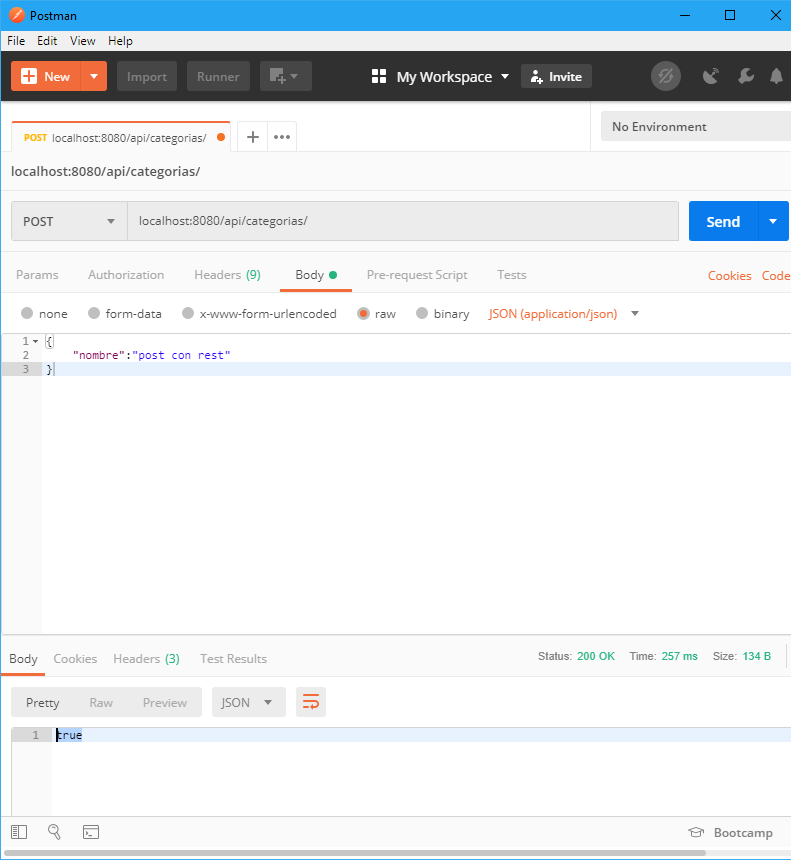 Postman
File Edit View Help
New Import Runner My Workspace Invite
POST localhost:8080/api/categorias/ No Environment
localhost:8080/api/categorias/
POST localhost:8080/api/categorias/ Send
Params Authorization Headers (9) Body Pre-request Script Tests Cookies Code
none form-data x-www-form-urlencoded raw binary JSON (application/json)
1 {
2 "nombre":"post con rest"
3 }
Body Cookies Headers (3) Test Results Status: 200 OK Time: 257 ms Size: 134 B
Pretty Raw Preview JSON
1 true
Bootcamp